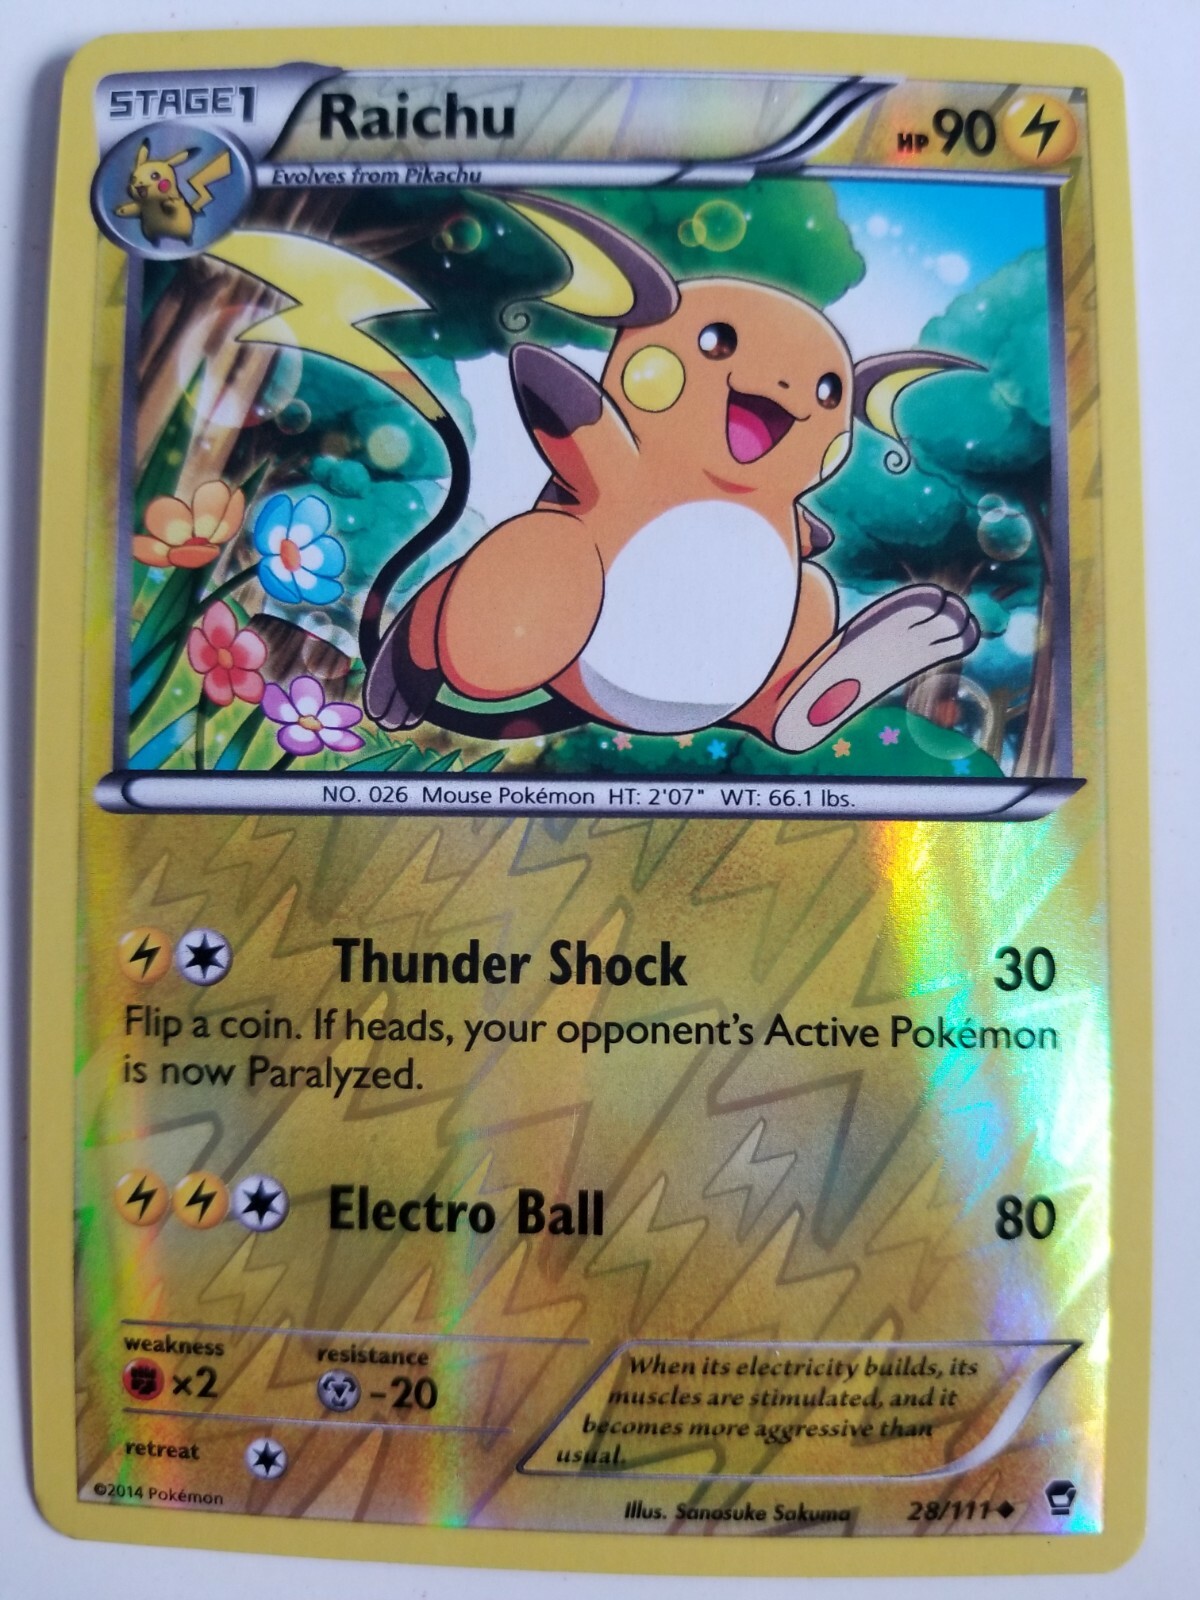 STAGE1
Raichu
HP 90
Evolves from Pikachu
NO. 026 Mouse Pokémon HT: 2'07" WT: 66.1 lbs.
Thunder Shock 30
Flip a coin. If heads, your opponent's Active Pokémon
is now Paralyzed.
Electro Ball 80
weakness
×2
resistance
-20
retreat
When its electricity builds, its
muscles are stimulated, and it
becomes more aggressive than
usual.
©2014 Pokémon
Illus. Sanosuke Sakuma 28/111